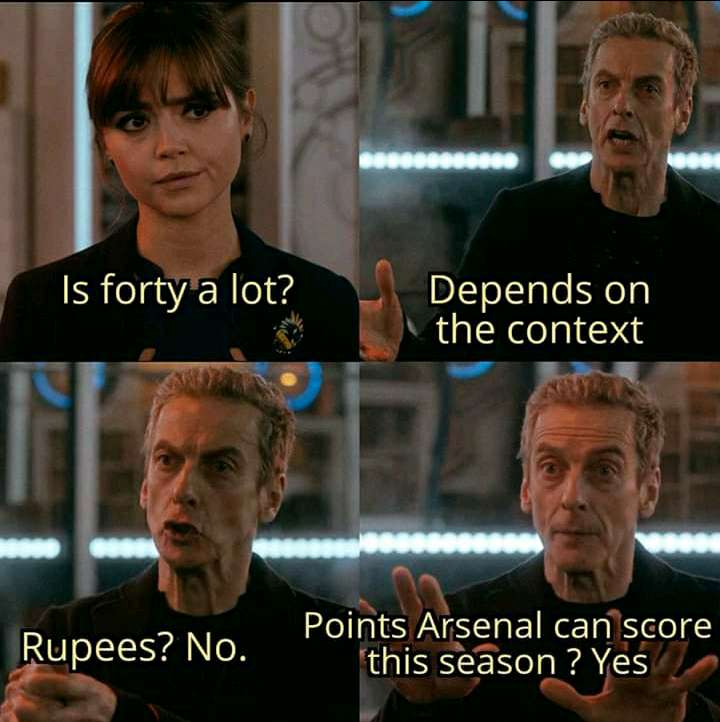 Is forty a lot?
Depends on
the context
Rupees? No.
Points Arsenal can score
this season ? Yes